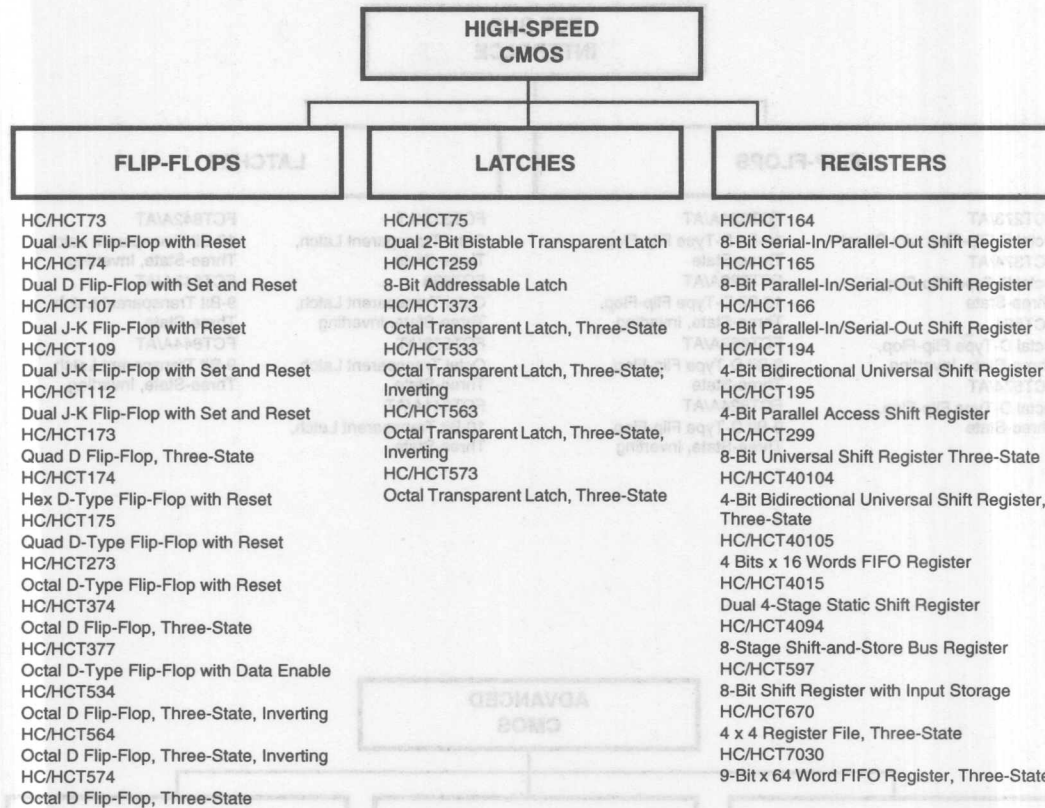 HIGH-SPEED
CMOS
FLIP-FLOPS
HC/HCT73
Dual J-K Flip-Flop with Reset
HC/HCT74
Dual D Flip-Flop with Set and Reset
HC/HCT107
Dual J-K Flip-Flop with Reset
HC/HCT109
Dual J-K Flip-Flop with Set and Reset
HC/HCT112
Dual J-K Flip-Flop with Set and Reset
HC/HCT173
Quad D Flip-Flop, Three-State
HC/HCT174
Hex D-Type Flip-Flop with Reset
HC/HCT175
Quad D-Type Flip-Flop with Reset
HC/HCT273
Octal D-Type Flip-Flop with Reset
HC/HCT374
Octal D Flip-Flop, Three-State
HC/HCT377
Octal D-Type Flip-Flop with Data Enable
HC/HCT534
Octal D Flip-Flop, Three-State, Inverting
HC/HCT564
Octal D Flip-Flop, Three-State, Inverting
HC/HCT574
Octal D Flip-Flop, Three-State
LATCHES
HC/HCT75
Dual 2-Bit Bistable Transparent Latch
HC/HCT259
8-Bit Addressable Latch
HC/HCT373
Octal Transparent Latch, Three-State
HC/HCT533
Octal Transparent Latch, Three-State,
Inverting
HC/HCT563
Octal Transparent Latch, Three-State,
Inverting
HC/HCT573
Octal Transparent Latch, Three-State
REGISTERS
HC/HCT164
8-Bit Serial-In/Parallel-Out Shift Register
HC/HCT165
8-Bit Parallel-In/Serial-Out Shift Register
HC/HCT166
8-Bit Parallel-In/Serial-Out Shift Register
HC/HCT194
4-Bit Bidirectional Universal Shift Register
HC/HCT195
4-Bit Parallel Access Shift Register
HC/HCT299
8-Bit Universal Shift Register Three-State
HC/HCT40104
4-Bit Bidirectional Universal Shift Register,
Three-State
HC/HCT40105
4 Bits x 16 Words FIFO Register
HC/HCT4015
Dual 4-Stage Static Shift Register
HC/HCT4094
8-Stage Shift-and-Store Bus Register
HC/HCT597
8-Bit Shift Register with Input Storage
HC/HCT670
4 x 4 Register File, Three-State
HC/HCT7030
9-Bit x 64 Word FIFO Register, Three-State